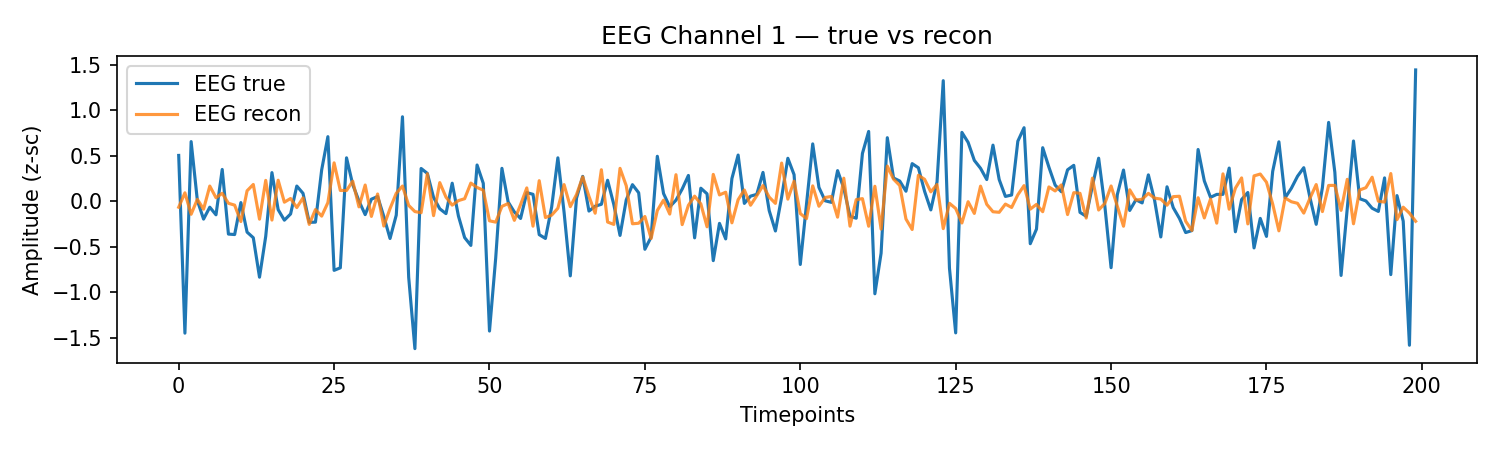 EEG Channel 1 — true vs recon
EEG true
EEG recon
Amplitude (z-sc)
1.5
1.0
0.5
0.0
−0.5
−1.0
−1.5
0 25 50 75 100 125 150 175 200
Timepoints